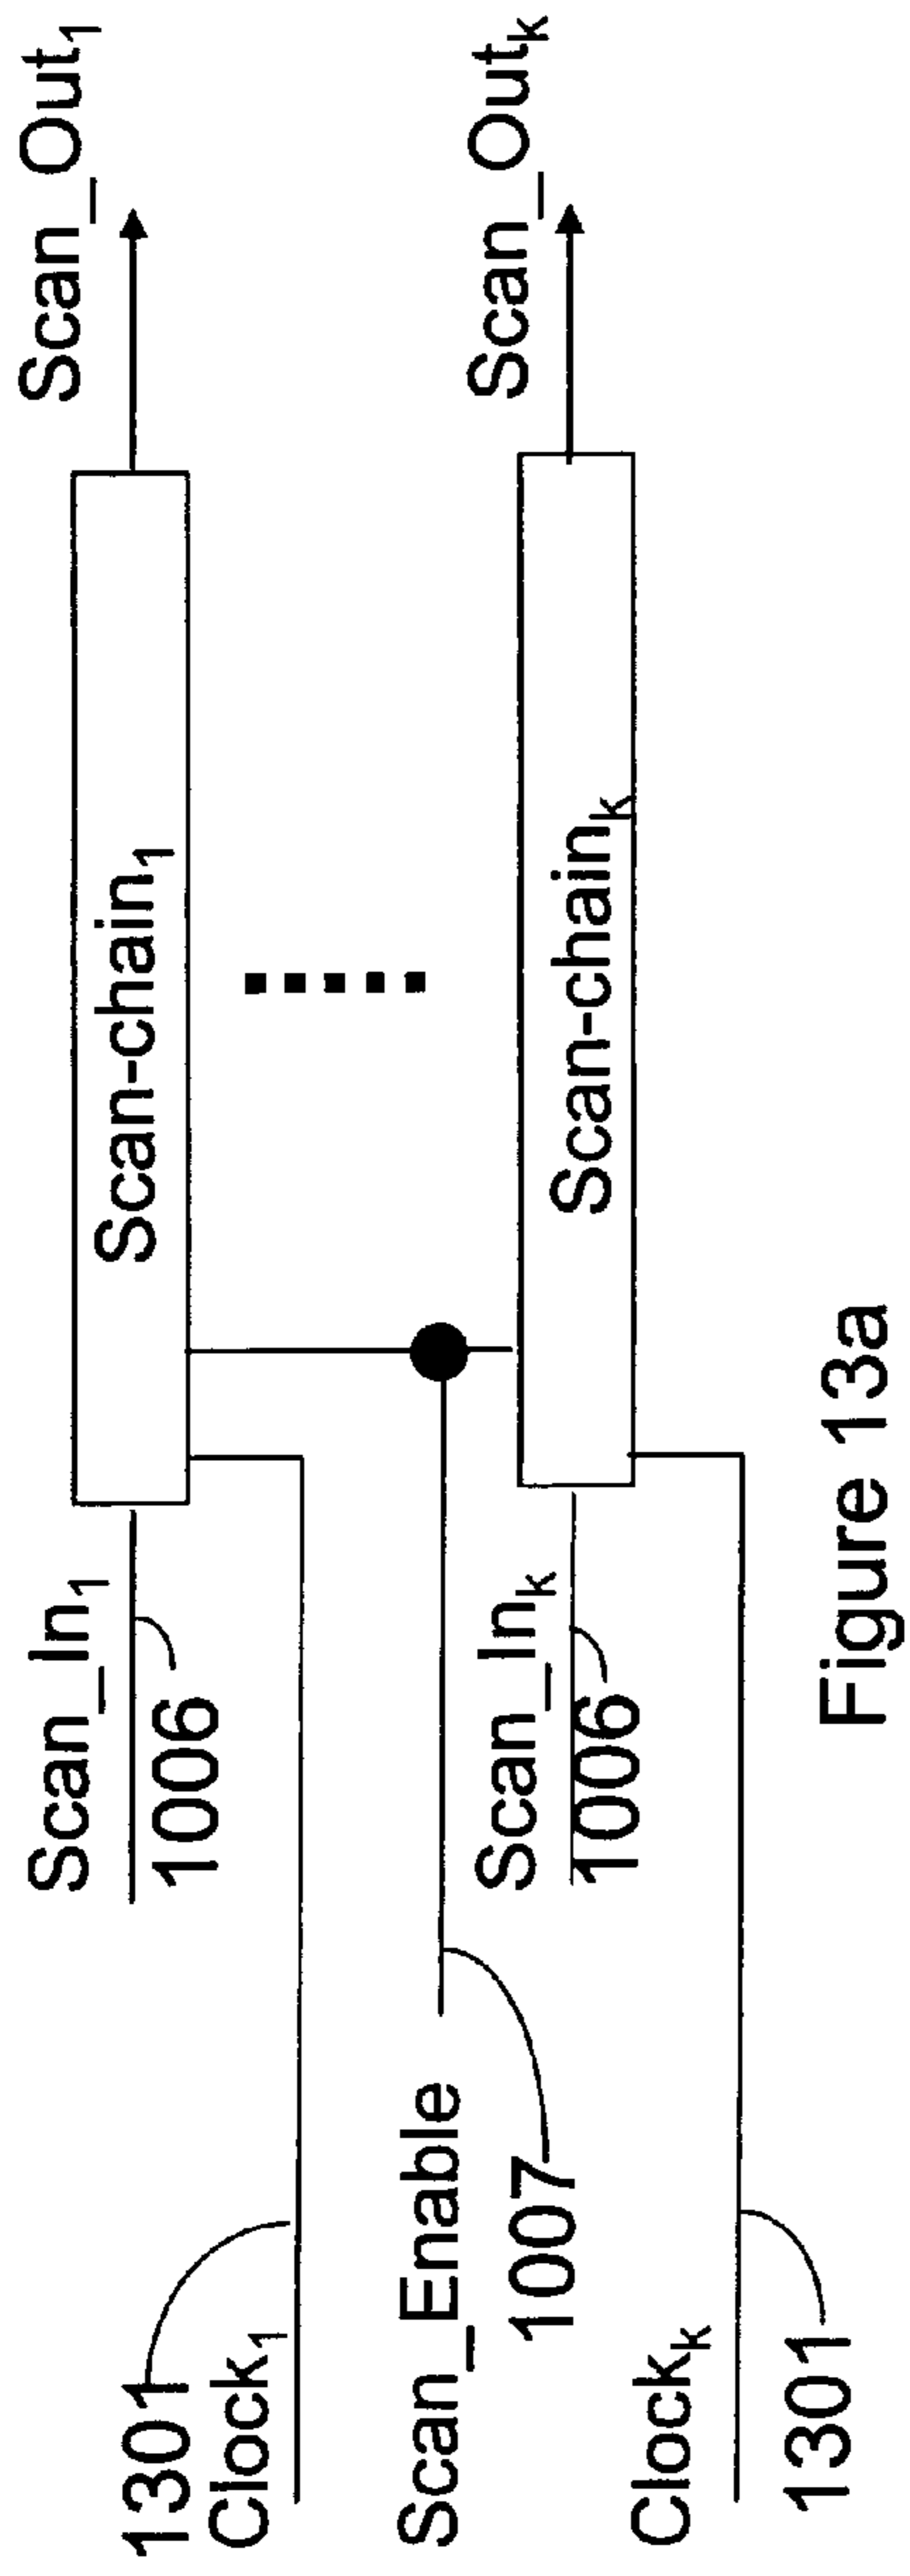 Scan_In₁
1006
Scan-chain₁
Scan_Out₁
1301
Clock₁
Scan_Enable
1007
Scan_Inₖ
1006
Scan-chainₖ
Scan_Outₖ
Clockₖ
1301
Figure 13a